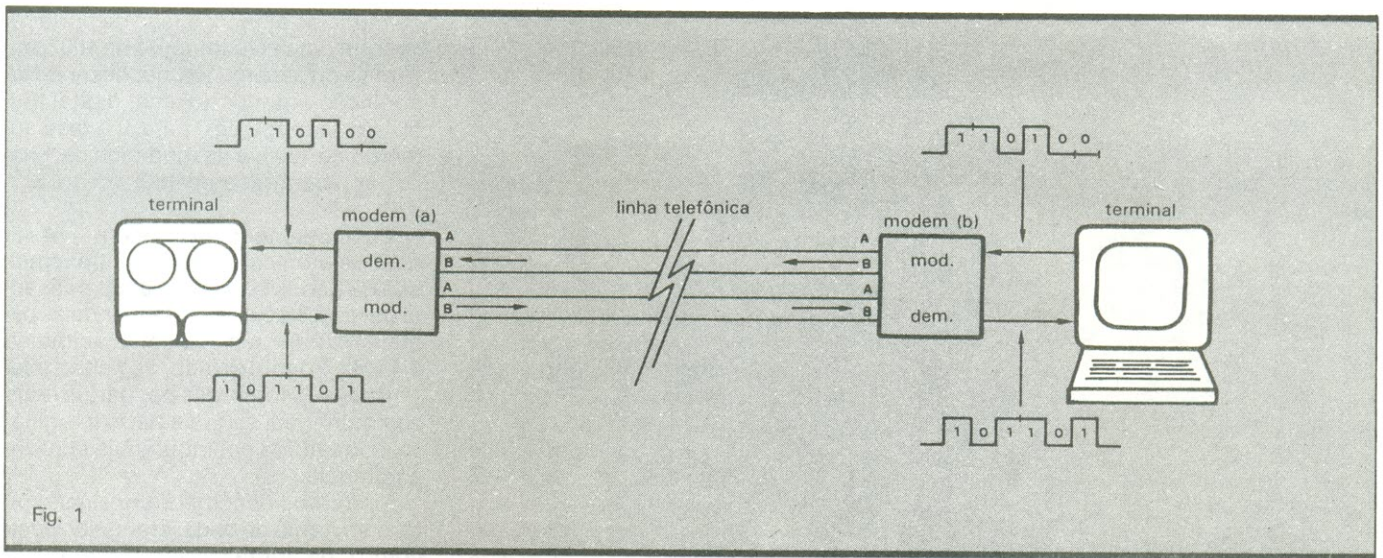 1 1 0 1 0 0
1 1 0 1 0 0
terminal
modem (a)
linha telefônica
modem (b)
terminal
A
B
dem.
A
B
mod.
A
B
mod.
A
B
dem.
1 0 1 1 0 1
1 0 1 1 0 1
Fig. 1